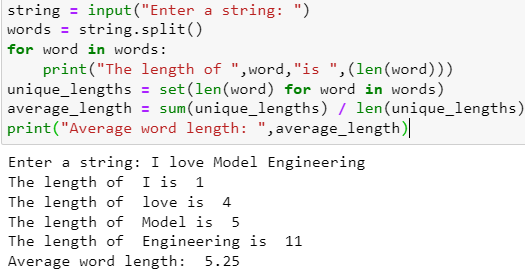 string = input("Enter a string: ")
words = string.split()
for word in words:
    print("The length of ",word,"is ",(len(word)))
unique_lengths = set(len(word) for word in words)
average_length = sum(unique_lengths) / len(unique_lengths)
print("Average word length: ",average_length)
Enter a string: I love Model Engineering
The length of  I is  1
The length of  love is  4
The length of  Model is  5
The length of  Engineering is  11
Average word length:  5.25